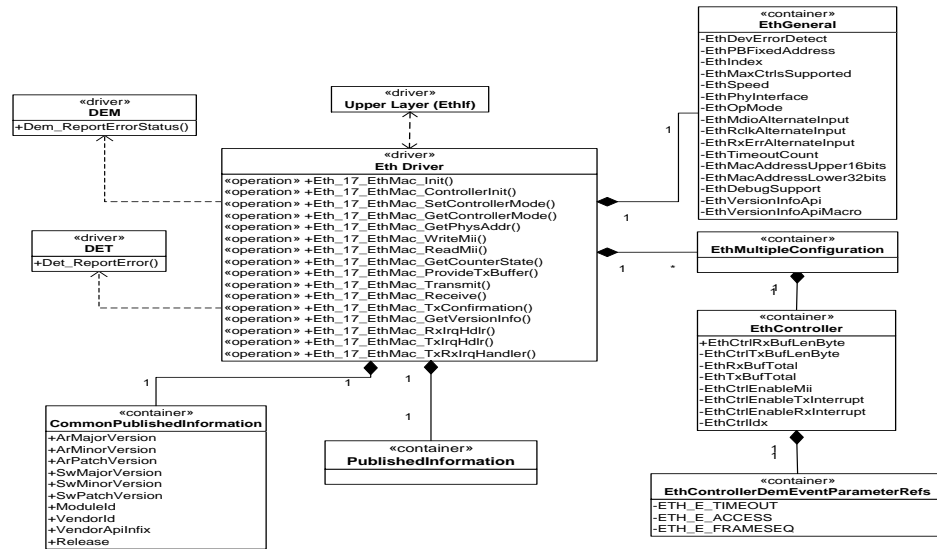 «driver»
DEM
+Dem_ReportErrorStatus()
«driver»
Upper Layer (EthIf)
«driver»
DET
+Det_ReportError()
«driver»
Eth Driver
«operation» +Eth_17_EthMac_Init()
«operation» +Eth_17_EthMac_ControllerInit()
«operation» +Eth_17_EthMac_SetControllerMode()
«operation» +Eth_17_EthMac_GetControllerMode()
«operation» +Eth_17_EthMac_GetPhysAddr()
«operation» +Eth_17_EthMac_WriteMii()
«operation» +Eth_17_EthMac_ReadMii()
«operation» +Eth_17_EthMac_GetCounterState()
«operation» +Eth_17_EthMac_ProvideTxBuffer()
«operation» +Eth_17_EthMac_Transmit()
«operation» +Eth_17_EthMac_Receive()
«operation» +Eth_17_EthMac_TxConfirmation()
«operation» +Eth_17_EthMac_GetVersionInfo()
«operation» +Eth_17_EthMac_RxIrqHdlr()
«operation» +Eth_17_EthMac_TxIrqHdlr()
«operation» +Eth_17_EthMac_TxRxIrqHandler()
«container»
EthGeneral
-EthDevErrorDetect
-EthPBFixedAddress
-EthIndex
-EthMaxCtrlsSupported
-EthSpeed
-EthPhyInterface
-EthOpMode
-EthMdioAlternateInput
-EthRclkAlternateInput
-EthRxErrAlternateInput
-EthTimeoutCount
-EthMacAddressUpper16bits
-EthMacAddressLower32bits
-EthDebugSupport
-EthVersionInfoApi
-EthVersionInfoApiMacro
1
1
«container»
EthMultipleConfiguration
1
*
1
1
«container»
EthController
+EthCtrlRxBufLenByte
-EthCtrlTxBufLenByte
-EthRxBufTotal
-EthTxBufTotal
-EthCtrlEnableMii
-EthCtrlEnableTxInterrupt
-EthCtrlEnableRxInterrupt
-EthCtrlIdx
1
1
«container»
EthControllerDemEventParameterRefs
-ETH_E_TIMEOUT
-ETH_E_ACCESS
-ETH_E_FRAMESEQ
1
1
«container»
CommonPublishedInformation
+ArMajorVersion
+ArMinorVersion
+ArPatchVersion
+SwMajorVersion
+SwMinorVersion
+SwPatchVersion
+ModuleId
+VendorId
+VendorApiInfix
+Release
1
1
«container»
PublishedInformation